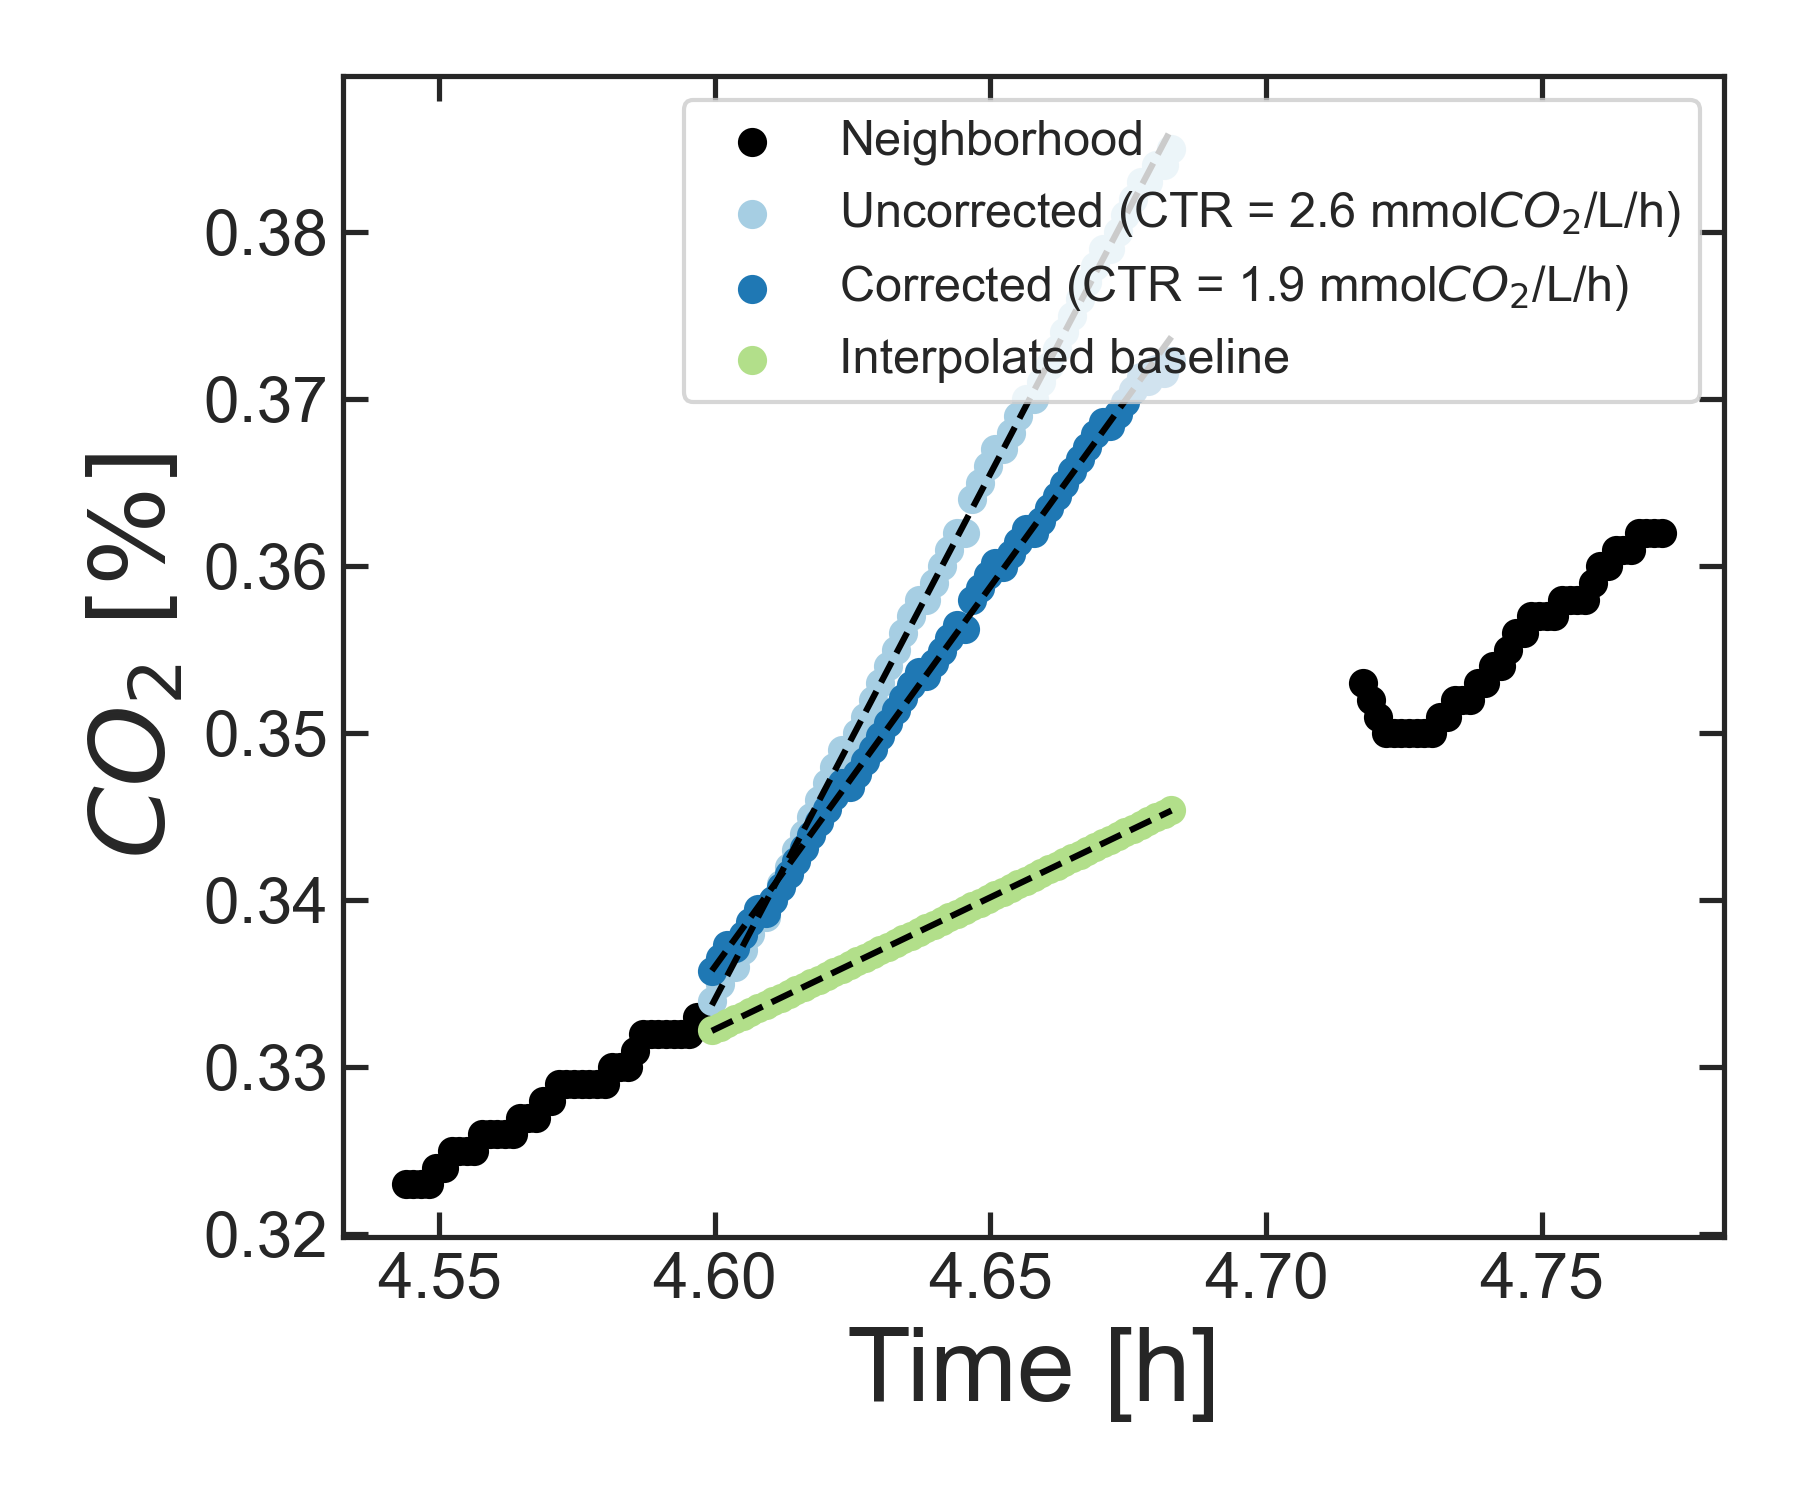 Neighborhood
Uncorrected (CTR = 2.6 mmolCO₂/L/h)
Corrected (CTR = 1.9 mmolCO₂/L/h)
Interpolated baseline
CO₂ [%]
0.38
0.37
0.36
0.35
0.34
0.33
0.32
4.55 4.60 4.65 4.70 4.75
Time [h]